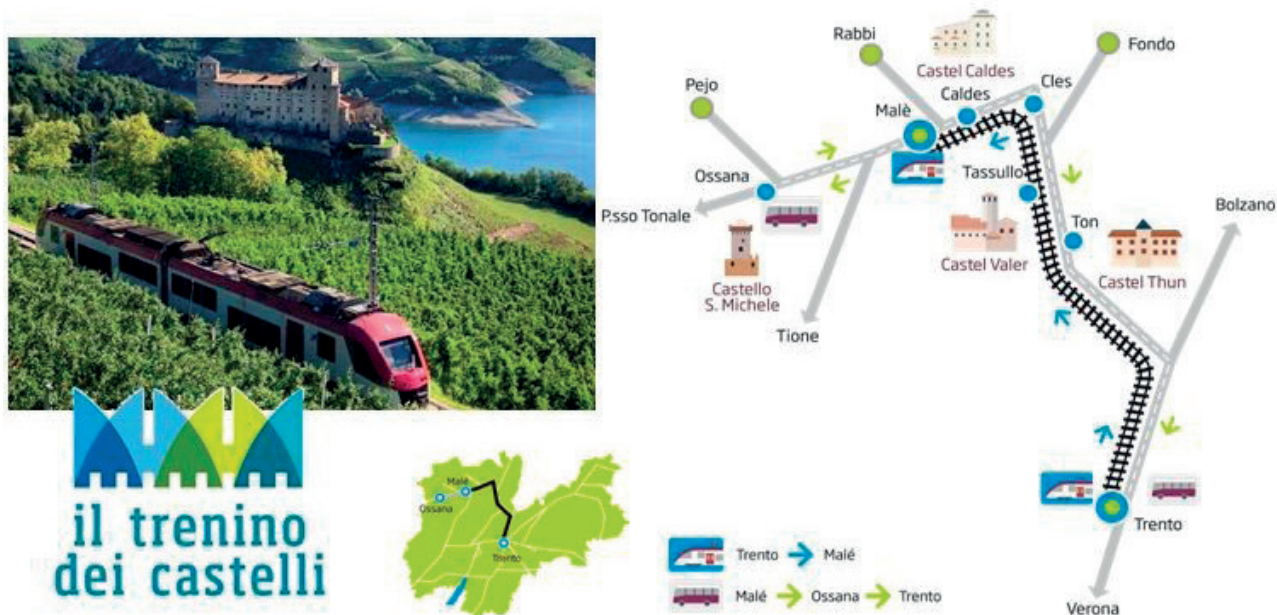 il trenino
dei castelli
Malé
Ossana
Trento
Rabbi
Fondo
Castel Caldes
Pejo
Cles
Caldes
Malè
Ossana
Tassullo
P.sso Tonale
Bolzano
Ton
Castel Valer
Castel Thun
Castello
S. Michele
Tione
Trento
Trento Malé
Malé Ossana Trento
Verona